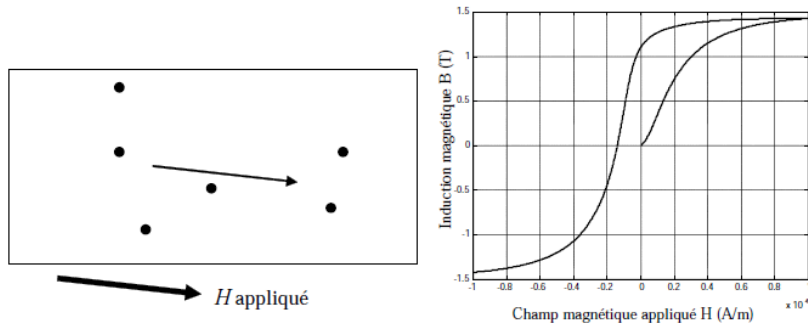 H appliqué
Induction magnétique B (T)
1.5
1
0.5
0
-0.5
-1
-1.5
-1 -0.8 -0.6 -0.4 -0.2 0 0.2 0.4 0.6 0.8
x 10⁴
Champ magnétique appliqué H (A/m)